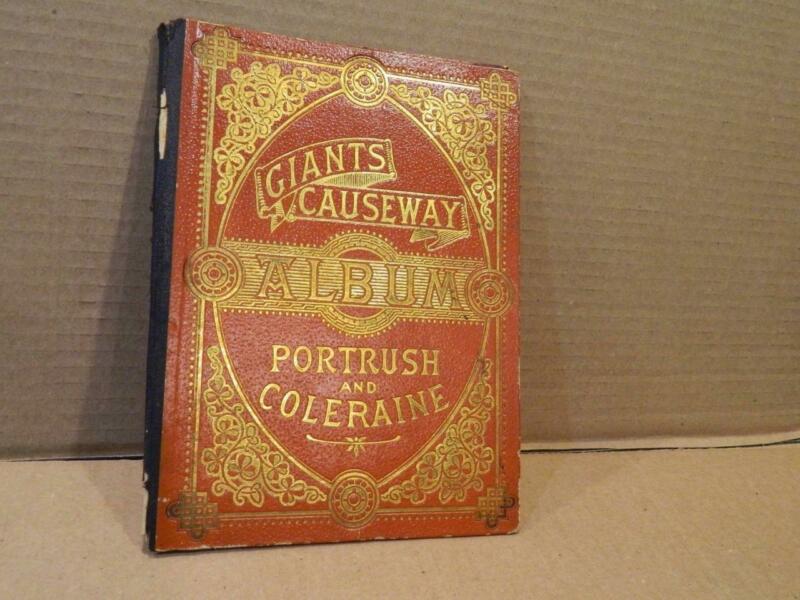 GIANTS
CAUSEWAY
ALBUM
PORTRUSH
AND
COLERAINE